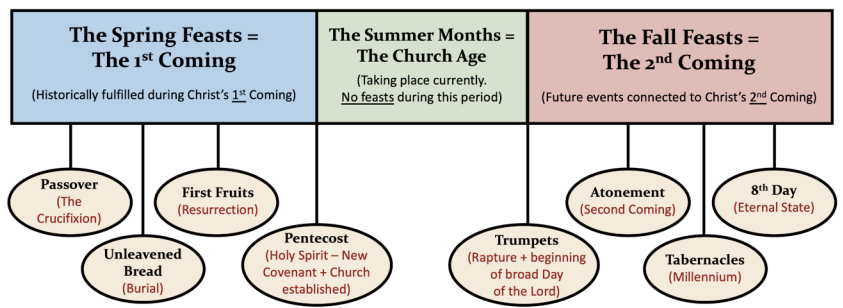 The Spring Feasts =
The 1st Coming
(Historically fulfilled during Christ's 1st Coming)
The Summer Months =
The Church Age
(Taking place currently.
No feasts during this period)
The Fall Feasts =
The 2nd Coming
(Future events connected to Christ's 2nd Coming)
Passover
(The
Crucifixion)
Unleavened
Bread
(Burial)
First Fruits
(Resurrection)
Pentecost
(Holy Spirit – New
Covenant + Church
established)
Trumpets
(Rapture + beginning
of broad Day
of the Lord)
Atonement
(Second Coming)
Tabernacles
(Millennium)
8th Day
(Eternal State)